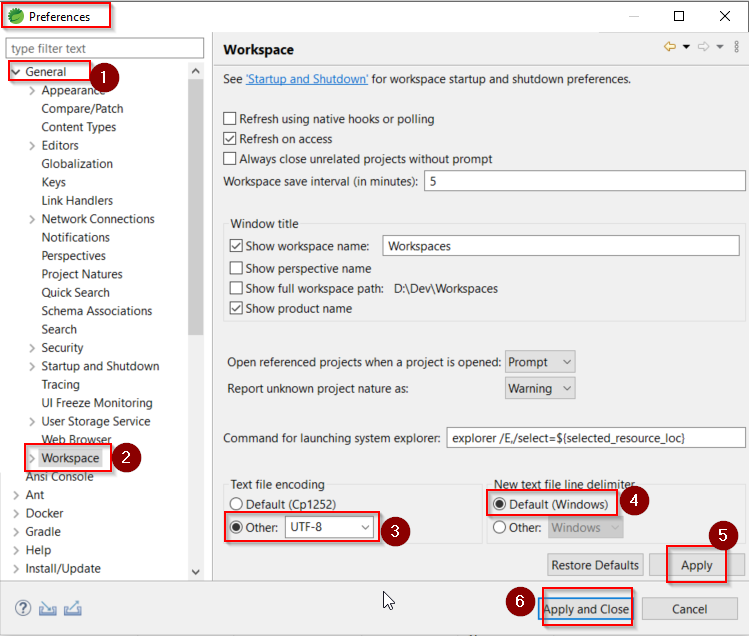 Preferences
type filter text
General
1
Appearance
Compare/Patch
Content Types
Editors
Globalization
Keys
Link Handlers
Network Connections
Notifications
Perspectives
Project Natures
Quick Search
Schema Associations
Search
Security
Startup and Shutdown
Tracing
UI Freeze Monitoring
User Storage Service
Web Browser
Workspace
2
Ansi Console
Ant
Docker
Gradle
Help
Install/Update
Workspace
See 'Startup and Shutdown' for workspace startup and shutdown preferences.
Refresh using native hooks or polling
Refresh on access
Always close unrelated projects without prompt
Workspace save interval (in minutes): 5
Window title
Show workspace name: Workspaces
Show perspective name
Show full workspace path: D:\Dev\Workspaces
Show product name
Open referenced projects when a project is opened: Prompt
Report unknown project nature as: Warning
Command for launching system explorer: explorer /E,/select=${selected_resource_loc}
Text file encoding
Default (Cp1252)
Other: UTF-8
3
New text file line delimiter
Default (Windows)
4
Other: Windows
5
Restore Defaults
Apply
6
Apply and Close
Cancel